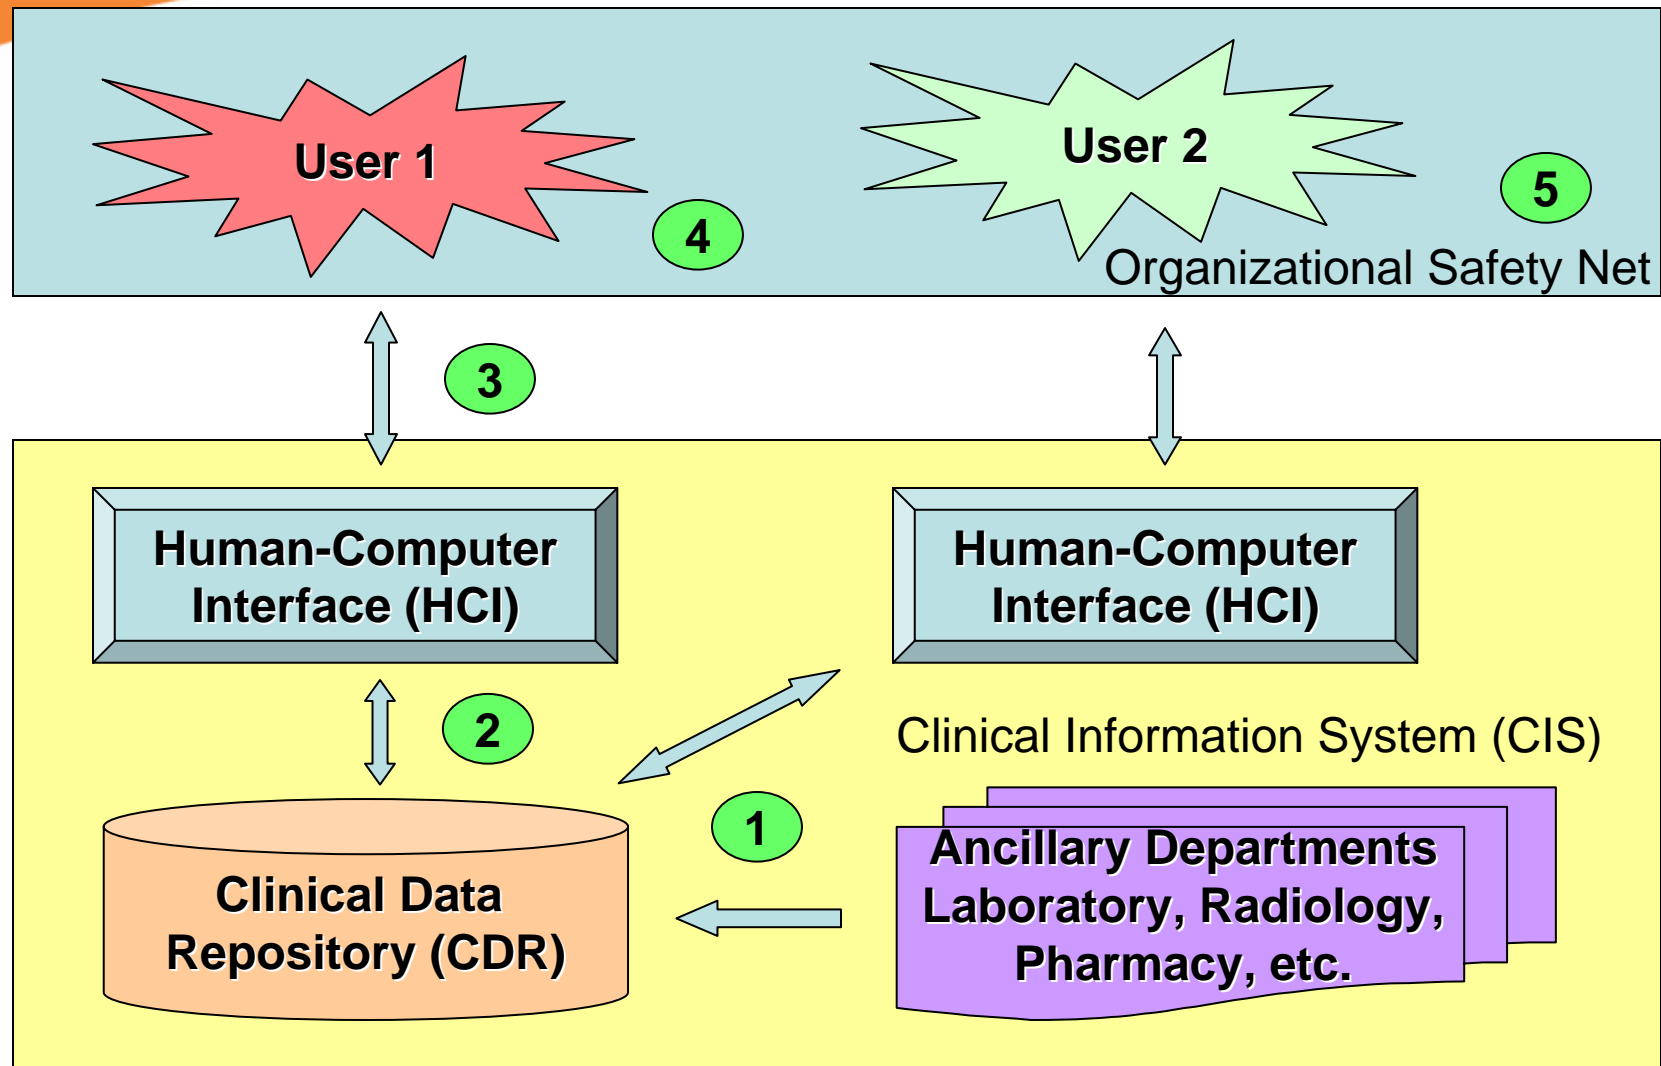 User 1
User 2
5
4
Organizational Safety Net
3
Human-Computer
Interface (HCI)
Human-Computer
Interface (HCI)
2
Clinical Information System (CIS)
1
Clinical Data
Repository (CDR)
Ancillary Departments
Laboratory, Radiology,
Pharmacy, etc.